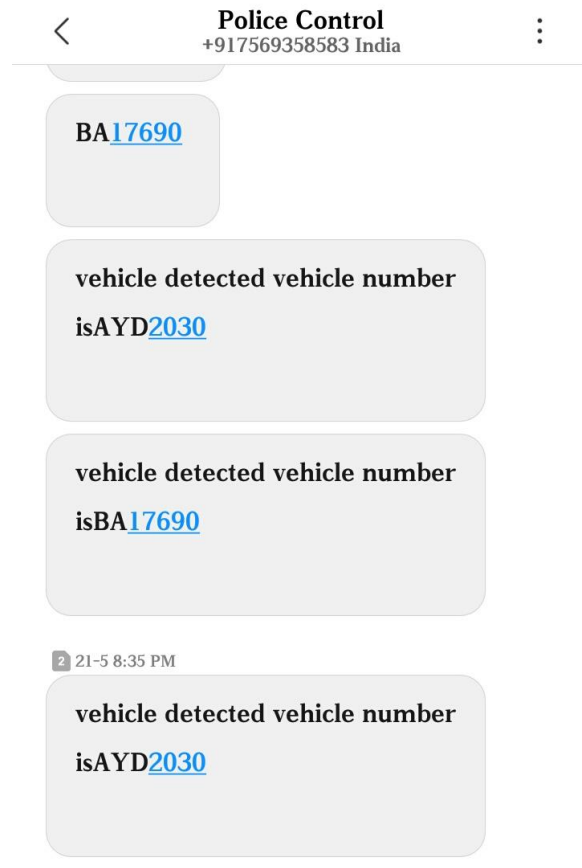 Police Control
+917569358583 India
BA17690
vehicle detected vehicle number
isAYD2030
vehicle detected vehicle number
isBA17690
2 21-5 8:35 PM
vehicle detected vehicle number
isAYD2030